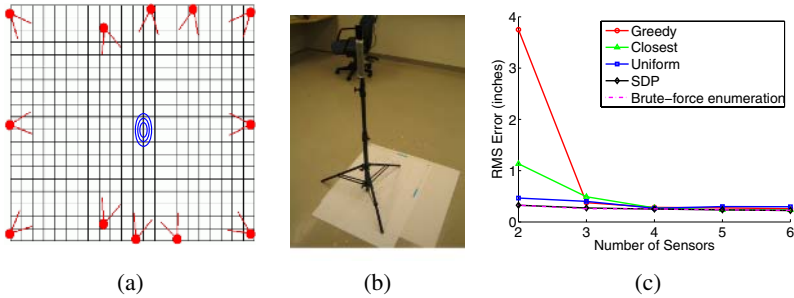 Greedy
Closest
Uniform
SDP
Brute−force enumeration
RMS Error (inches)
4
3
2
1
0
2 3 4 5 6
Number of Sensors
(a) (b) (c)